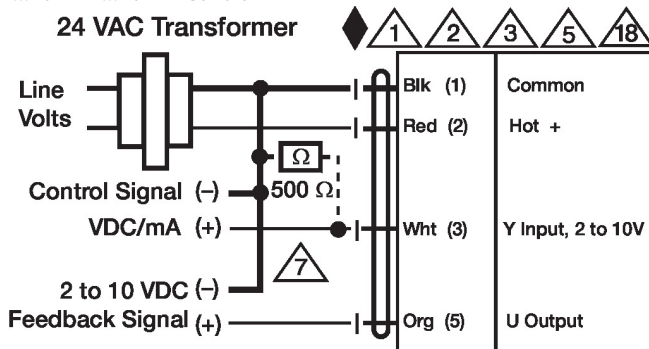 24 VAC Transformer
1 2 3 5 18
Line
Volts
Blk (1) Common
Red (2) Hot +
Ω
500 Ω
Control Signal (–)
VDC/mA (+)
Wht (3) Y Input, 2 to 10V
7
2 to 10 VDC (–)
Feedback Signal (+)
Org (5) U Output